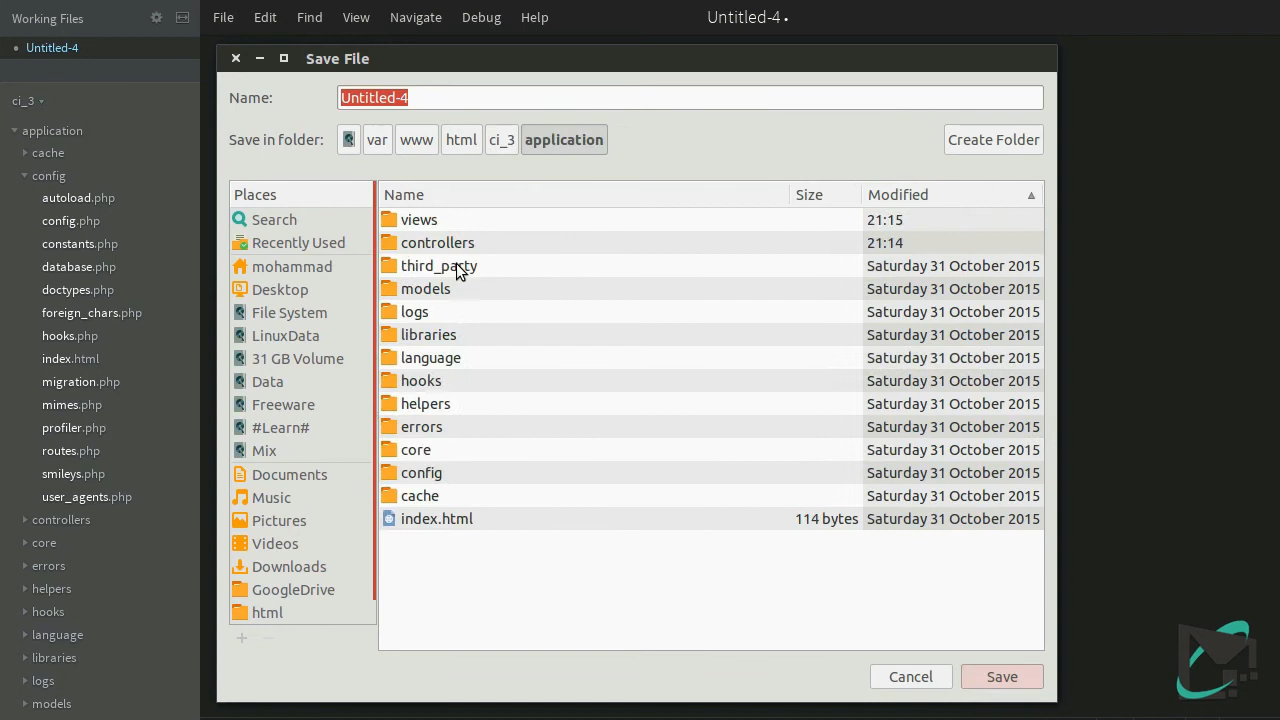 Working Files
File Edit Find View Navigate Debug Help
Untitled-4 •
• Untitled-4
ci_3
application
cache
config
autoload.php
config.php
constants.php
database.php
doctypes.php
foreign_chars.php
hooks.php
index.html
migration.php
mimes.php
profiler.php
routes.php
smileys.php
user_agents.php
controllers
core
errors
helpers
hooks
language
libraries
logs
models
Save File
Name: Untitled-4
Save in folder: var www html ci_3 application Create Folder
Places
Search
Recently Used
mohammad
Desktop
File System
LinuxData
31 GB Volume
Data
Freeware
#Learn#
Mix
Documents
Music
Pictures
Videos
Downloads
GoogleDrive
html
Name Size Modified
views 21:15
controllers 21:14
third_party Saturday 31 October 2015
models Saturday 31 October 2015
logs Saturday 31 October 2015
libraries Saturday 31 October 2015
language Saturday 31 October 2015
hooks Saturday 31 October 2015
helpers Saturday 31 October 2015
errors Saturday 31 October 2015
core Saturday 31 October 2015
config Saturday 31 October 2015
cache Saturday 31 October 2015
index.html 114 bytes Saturday 31 October 2015
Cancel Save